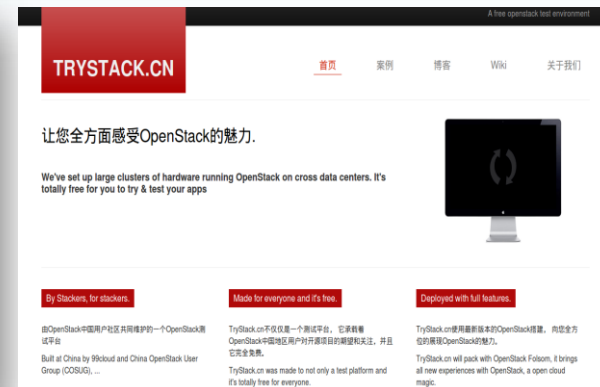 A free openstack test environment
TRYSTACK.CN
首页 案例 博客 Wiki 关于我们
让您全方面感受OpenStack的魅力.
We've set up large clusters of hardware running OpenStack on cross data centers. It's
totally free for you to try & test your apps
By Stackers, for stackers.
由OpenStack中国用户社区共同维护的一个OpenStack测
试平台
Built at China by 99cloud and China OpenStack User
Group (COSUG), ...
Made for everyone and it's free.
TryStack.cn不仅仅是一个测试平台， 它承载着
OpenStack中国地区用户对开源项目的期望和关注，并且
它完全免费。
TryStack.cn was made to not only a test platform and
it's totally free for everyone.
Deployed with full features.
TryStack.cn使用最新版本的OpenStack搭建， 向您全方
位的展现OpenStack的魅力。
TryStack.cn will pack with OpenStack Folsom, it brings
all new experiences with OpenStack, a open cloud
magic.